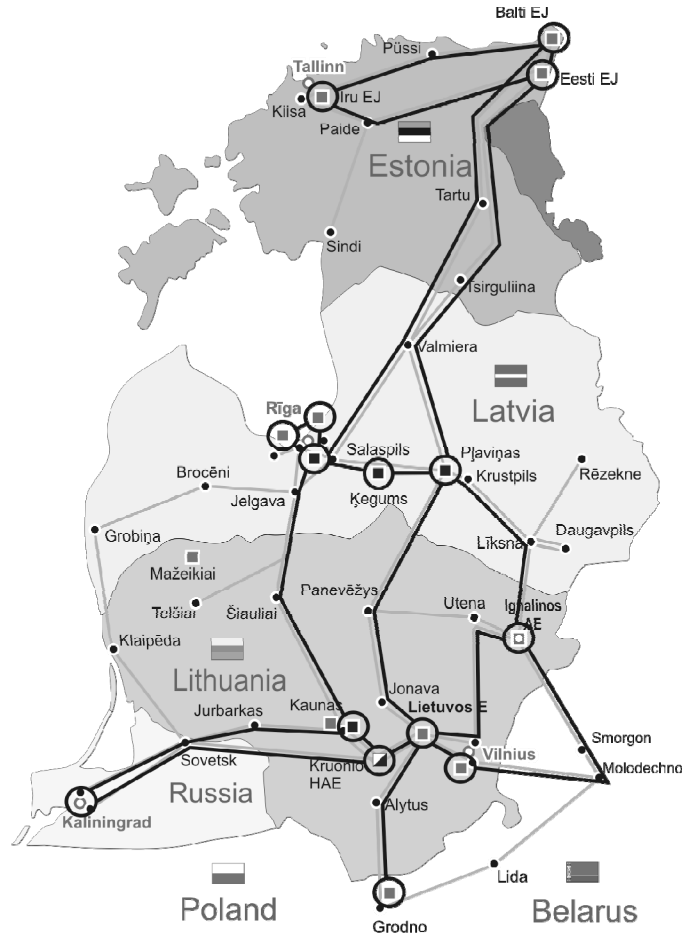 Balti EJ
Püssi
Tallinn
Eesti EJ
Iru EJ
Kiisa
Paide
Estonia
Tartu
Sindi
Tsirguliina
Valmiera
Rīga
Latvia
Salaspils
Pļaviņas
Brocēni
Krustpils
Rēzekne
Jelgava
Ķegums
Grobiņa
Līksna
Daugavpils
Mažeikiai
Panevėžys
Utena
Ignalinos
AE
Telšiai
Šiauliai
Klaipėda
Lithuania
Jonava
Kaunas
Lietuvos E
Jurbarkas
Smorgon
Vilnius
Sovetsk
Kruonio
HAE
Molodechno
Russia
Alytus
Kaliningrad
Lida
Poland
Belarus
Grodno